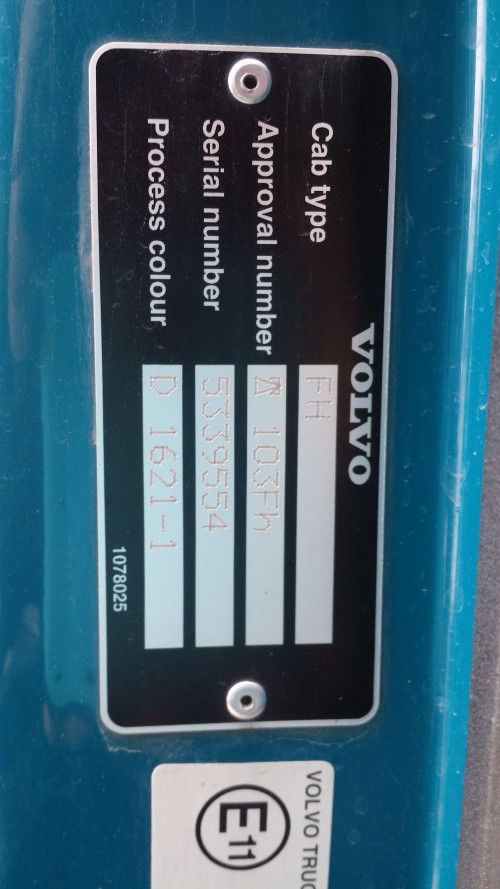 VOLVO
Cab type FH
Approval number 103Fh
Serial number 5339554
Process colour D 1621-1
1078025
VOLVO TRUC
E11